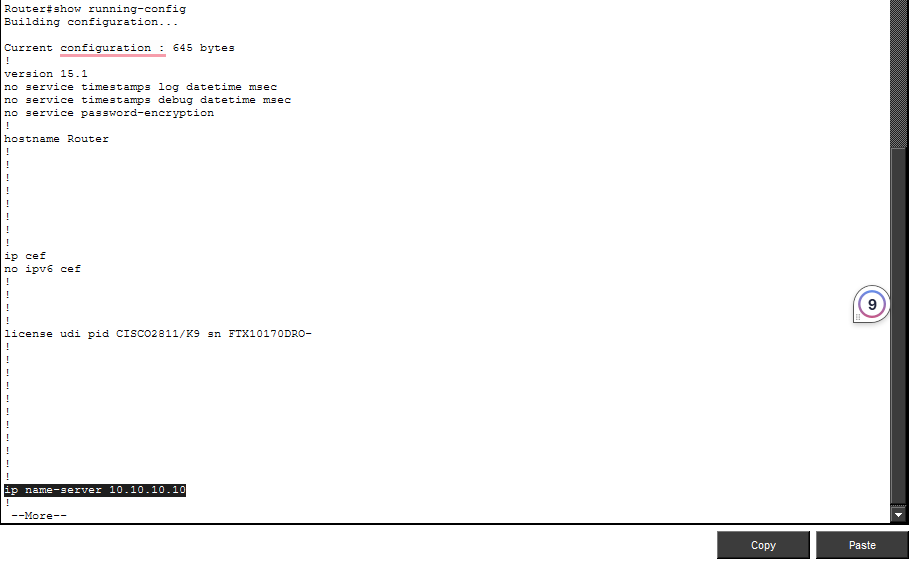 Router#show running-config
Building configuration...
Current configuration : 645 bytes
!
version 15.1
no service timestamps log datetime msec
no service timestamps debug datetime msec
no service password-encryption
!
hostname Router
!
!
!
!
!
!
!
!
ip cef
no ipv6 cef
!
!
!
!
license udi pid CISCO2811/K9 sn FTX10170DRO-
!
!
!
!
!
!
!
!
!
!
!
ip name-server 10.10.10.10
!
--More--
9
Copy
Paste